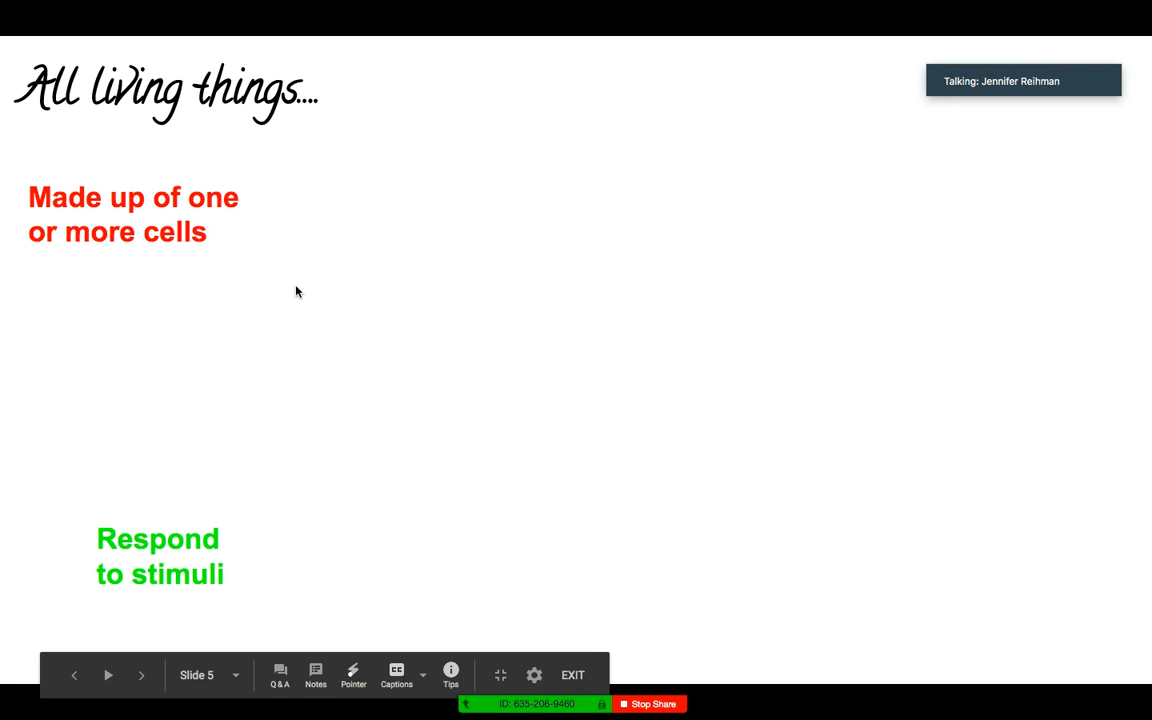 All living things....
Talking: Jennifer Reihman
Made up of one
or more cells
Respond
to stimuli
Slide 5
Q & A
Notes
Pointer
Captions
Tips
EXIT
ID: 635-206-9460
Stop Share